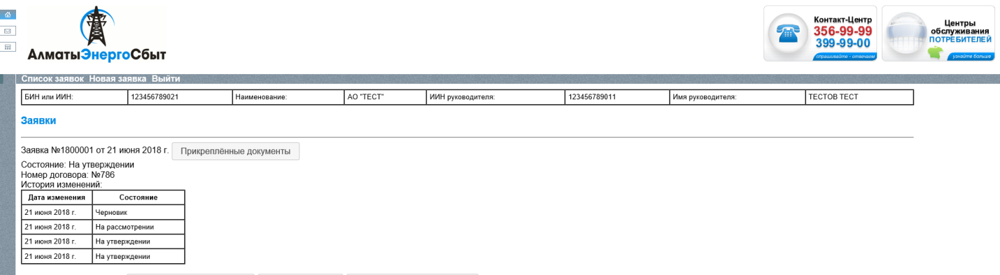 АлматыЭнергоСбыт
Контакт-Центр
356-99-99
399-99-00
спрашивайте - отвечаем
Центры
обслуживания
ПОТРЕБИТЕЛЕЙ
узнайте больше
Список заявок Новая заявка Выйти
БИН или ИИН: 123456789021 Наименование: АО "ТЕСТ" ИИН руководителя: 123456789011 Имя руководителя: ТЕСТОВ ТЕСТ
Заявки
Заявка №1800001 от 21 июня 2018 г. Прикреплённые документы
Состояние: На утверждении
Номер договора: №786
История изменений:
Дата изменения Состояние
21 июня 2018 г. Черновик
21 июня 2018 г. На рассмотрении
21 июня 2018 г. На утверждении
21 июня 2018 г. На утверждении